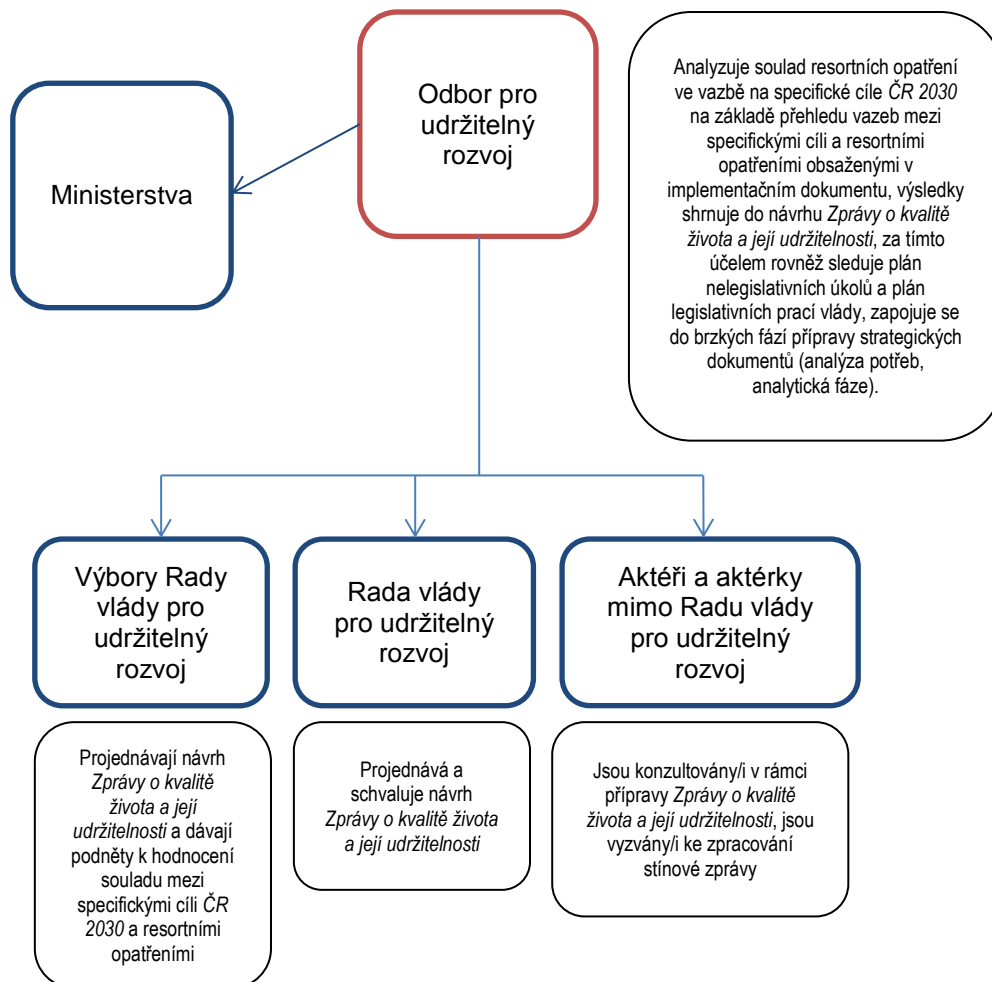 Odbor pro
udržitelný
rozvoj
Ministerstva
Analyzuje soulad resortních opatření
ve vazbě na specifické cíle ČR 2030
na základě přehledu vazeb mezi
specifickými cíli a resortními
opatřeními obsaženými v
implementačním dokumentu, výsledky
shrnuje do návrhu Zprávy o kvalitě
života a její udržitelnosti, za tímto
účelem rovněž sleduje plán
nelegislativních úkolů a plán
legislativních prací vlády, zapojuje se
do brzkých fází přípravy strategických
dokumentů (analýza potřeb,
analytická fáze).
Výbory Rady
vlády pro
udržitelný
rozvoj
Rada vlády
pro udržitelný
rozvoj
Aktéři a aktérky
mimo Radu vlády
pro udržitelný
rozvoj
Projednávají návrh
Zprávy o kvalitě
života a její
udržitelnosti a dávají
podněty k hodnocení
souladu mezi
specifickými cíli ČR
2030 a resortními
opatřeními
Projednává a
schvaluje návrh
Zprávy o kvalitě života
a její udržitelnosti
Jsou konzultovány/i v rámci
přípravy Zprávy o kvalitě
života a její udržitelnosti, jsou
vyzvány/i ke zpracování
stínové zprávy